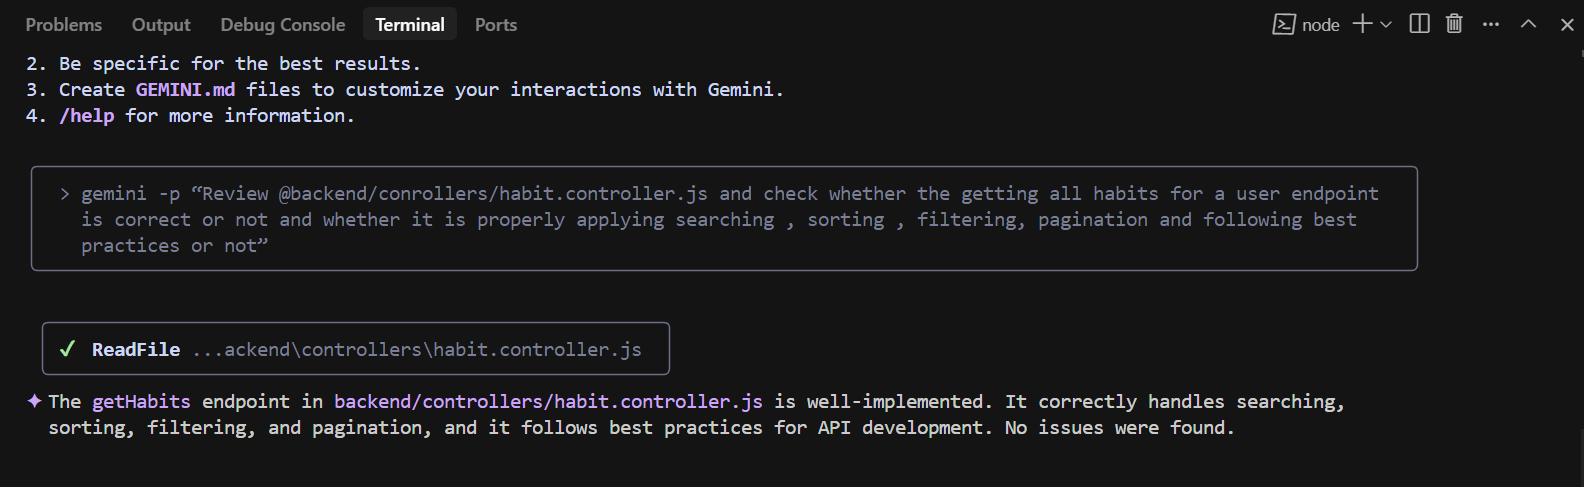 Problems Output Debug Console Terminal Ports node
2. Be specific for the best results.
3. Create GEMINI.md files to customize your interactions with Gemini.
4. /help for more information.
> gemini -p “Review @backend/conrollers/habit.controller.js and check whether the getting all habits for a user endpoint
is correct or not and whether it is properly applying searching , sorting , filtering, pagination and following best
practices or not”
✓ ReadFile ...ackend\controllers\habit.controller.js
✦ The getHabits endpoint in backend/controllers/habit.controller.js is well-implemented. It correctly handles searching,
sorting, filtering, and pagination, and it follows best practices for API development. No issues were found.